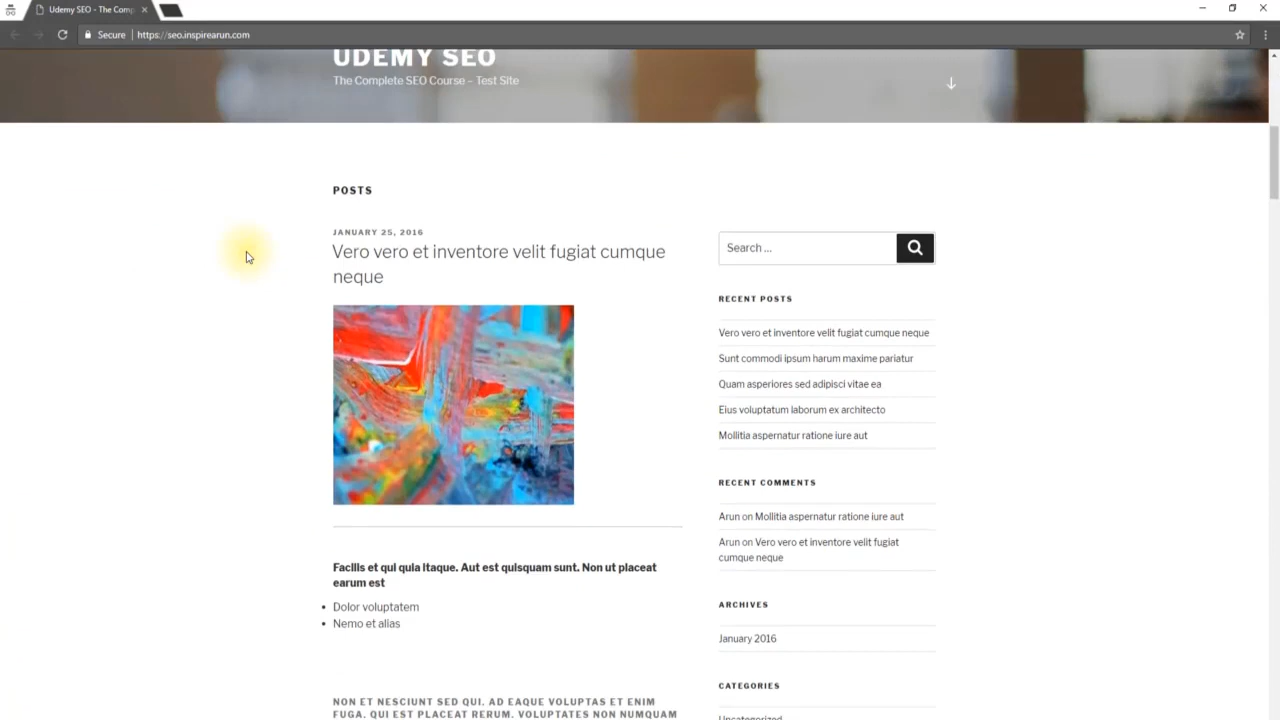 Udemy SEO - The Comp
Secure | https://seo.inspirearun.com
UDEMY SEO
The Complete SEO Course – Test Site
POSTS
JANUARY 25, 2016
Vero vero et inventore velit fugiat cumque
neque
Facilis et qui quia itaque. Aut est quisquam sunt. Non ut placeat
earum est
• Dolor voluptatem
• Nemo et alias
NON ET NESCIUNT SED QUI. AD EAQUE VOLUPTAS ET ENIM
FUGA. QUI EST PLACEAT RERUM. VOLUPTATES NON NUMQUAM
Search …
RECENT POSTS
Vero vero et inventore velit fugiat cumque neque
Sunt commodi ipsum harum maxime pariatur
Quam asperiores sed adipisci vitae ea
Eius voluptatum laborum ex architecto
Mollitia aspernatur ratione iure aut
RECENT COMMENTS
Arun on Mollitia aspernatur ratione iure aut
Arun on Vero vero et inventore velit fugiat
cumque neque
ARCHIVES
January 2016
CATEGORIES
Uncategorized